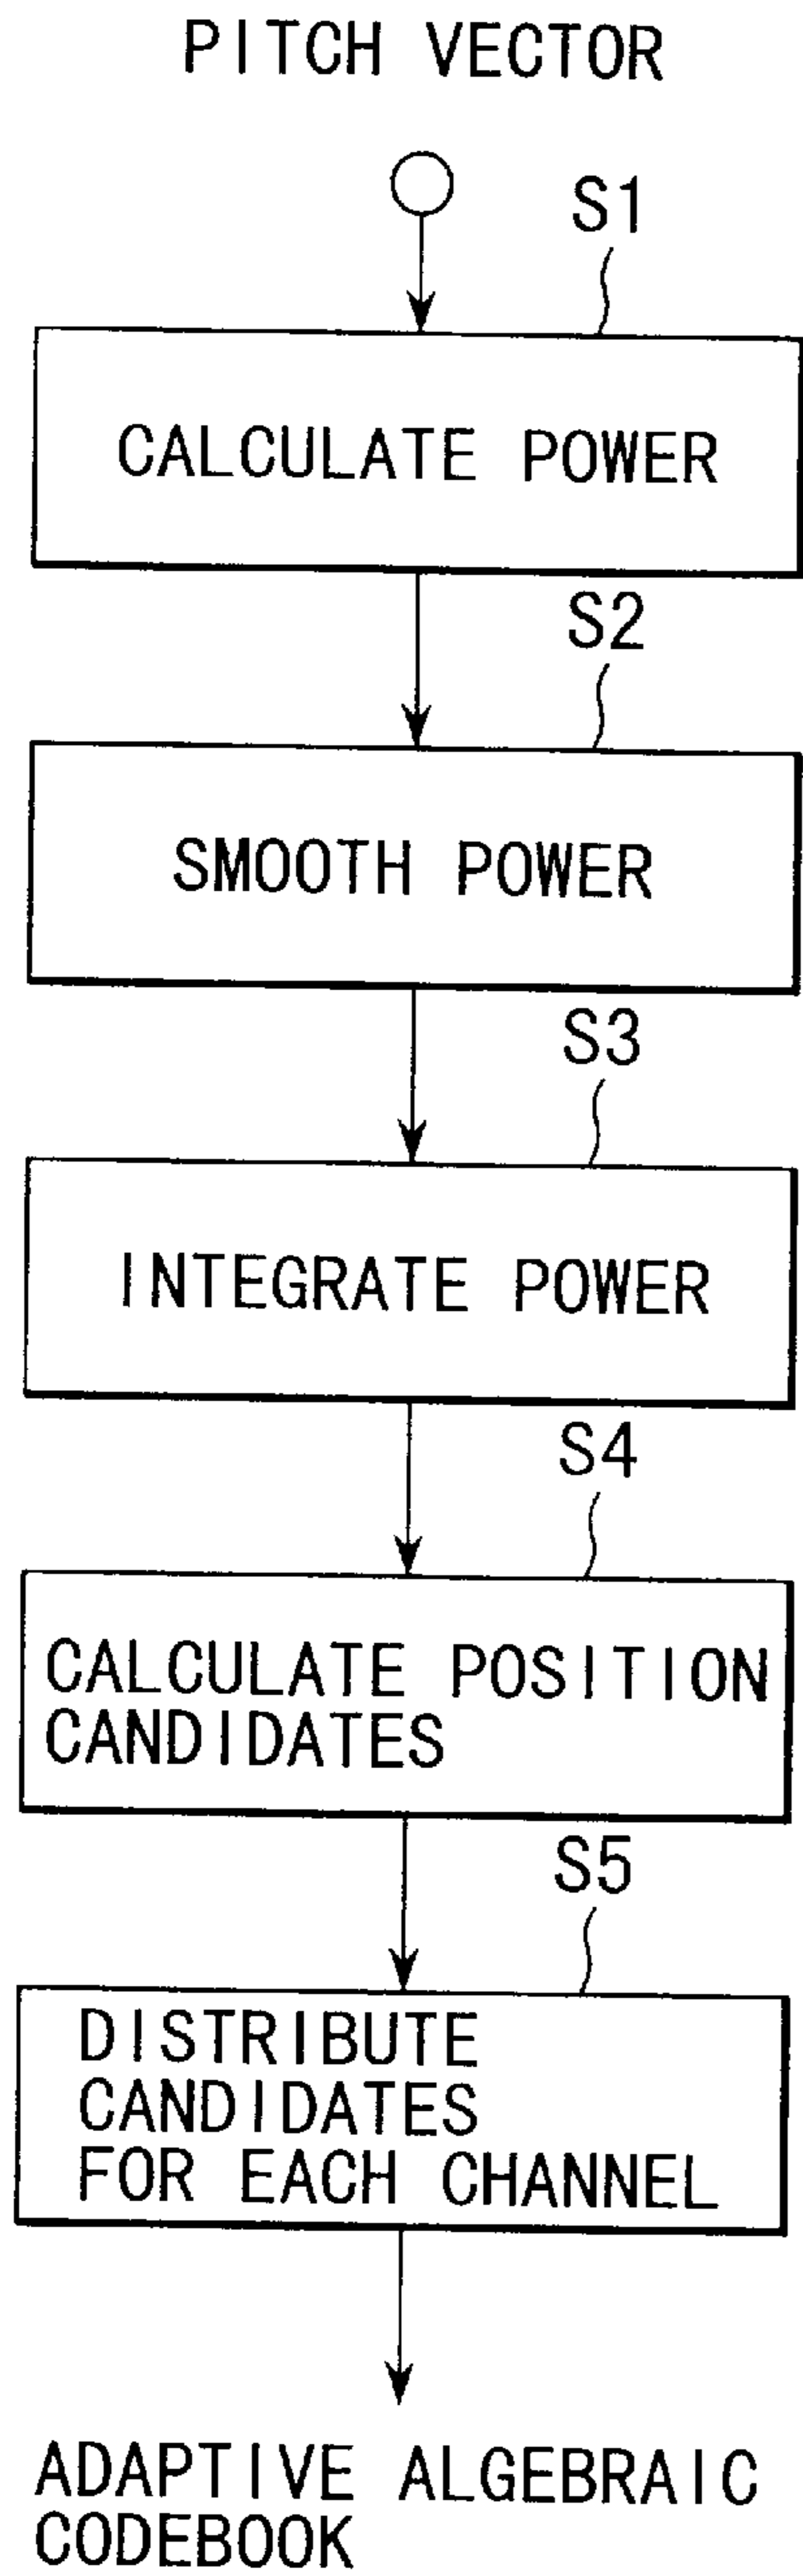 PITCH VECTOR
S1
CALCULATE POWER
S2
SMOOTH POWER
S3
INTEGRATE POWER
S4
CALCULATE POSITION
CANDIDATES
S5
DISTRIBUTE
CANDIDATES
FOR EACH CHANNEL
ADAPTIVE ALGEBRAIC
CODEBOOK